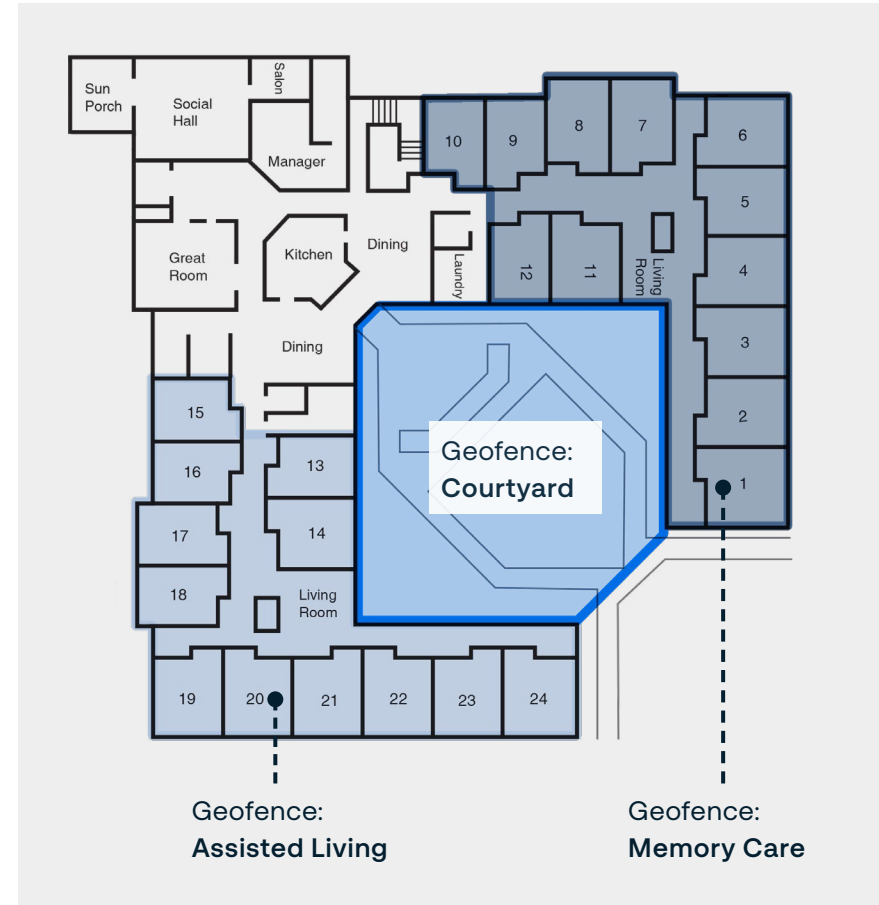 Salon
Sun
Porch
Social
Hall
Manager
10
9
8
7
6
5
4
3
2
1
Great
Room
Kitchen
Dining
Laundry
12
11
Living
Room
Dining
Geofence:
Courtyard
15
16
17
18
13
14
Living
Room
19
20
21
22
23
24
Geofence:
Assisted Living
Geofence:
Memory Care